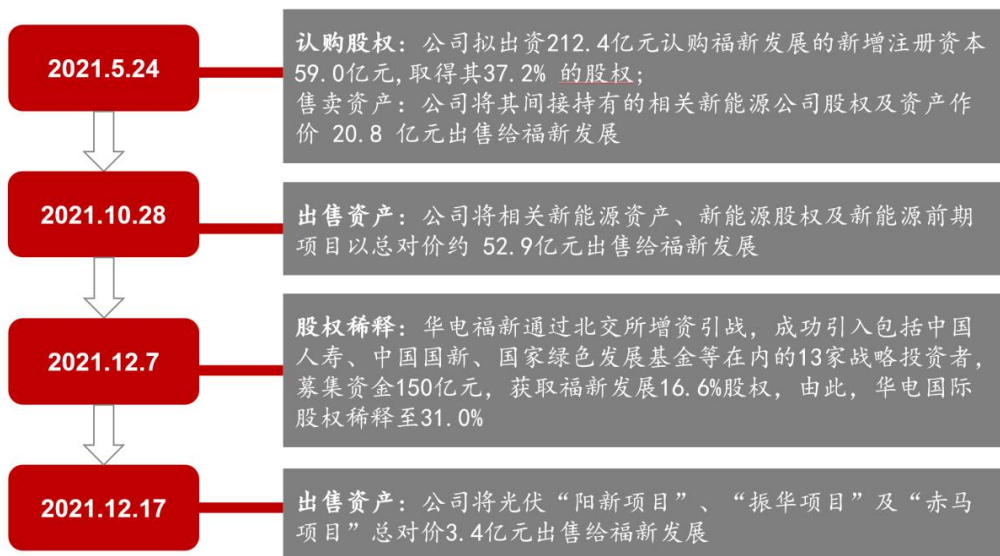 2021.5.24
认购股权：公司拟出资212.4亿元认购福新发展的新增注册资本
59.0亿元,取得其37.2% 的股权；
售卖资产：公司将其间接持有的相关新能源公司股权及资产作
价 20.8 亿元出售给福新发展
2021.10.28
出售资产：公司将相关新能源资产、新能源股权及新能源前期
项目以总对价约 52.9亿元出售给福新发展
2021.12.7
股权稀释：华电福新通过北交所增资引战，成功引入包括中国
人寿、中国国新、国家绿色发展基金等在内的13家战略投资者，
募集资金150亿元，获取福新发展16.6%股权，由此，华电国际
股权稀释至31.0%
2021.12.17
出售资产：公司将光伏“阳新项目”、“振华项目”及“赤马
项目”总对价3.4亿元出售给福新发展